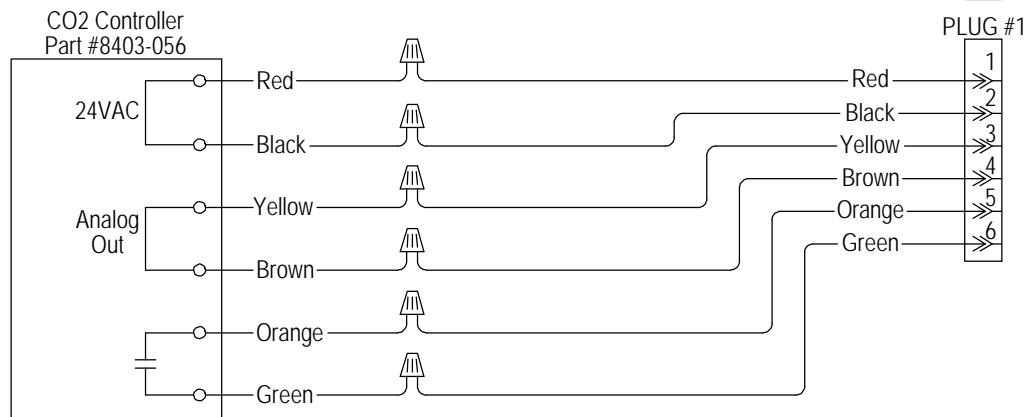 CO2 Controller
Part #8403-056
PLUG #1
24VAC
Red
Red
1
Black
Black
2
Analog
Out
Yellow
Yellow
3
Brown
Brown
4
Orange
Orange
5
Green
Green
6